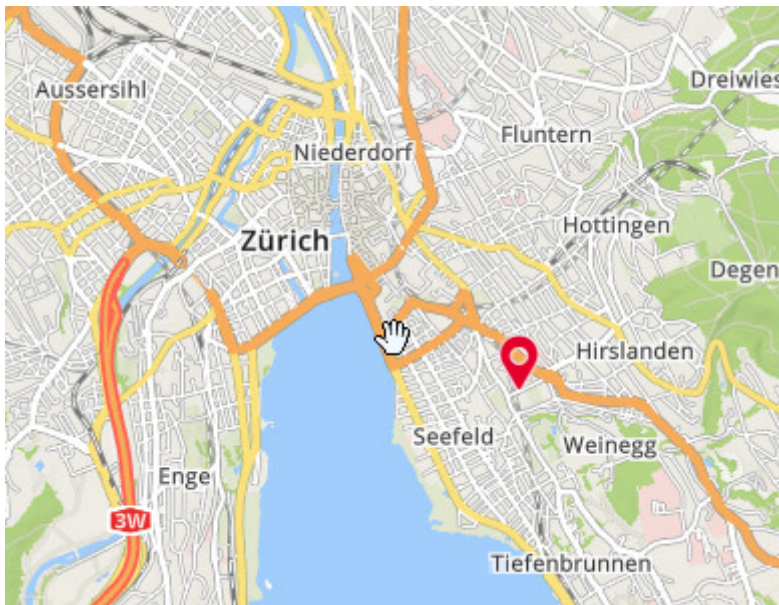 Dreiwies
Aussersihl
Fluntern
Niederdorf
Hottingen
Zürich
Degen
Hirslanden
Seefeld
Weinegg
Enge
3W
Tiefenbrunnen